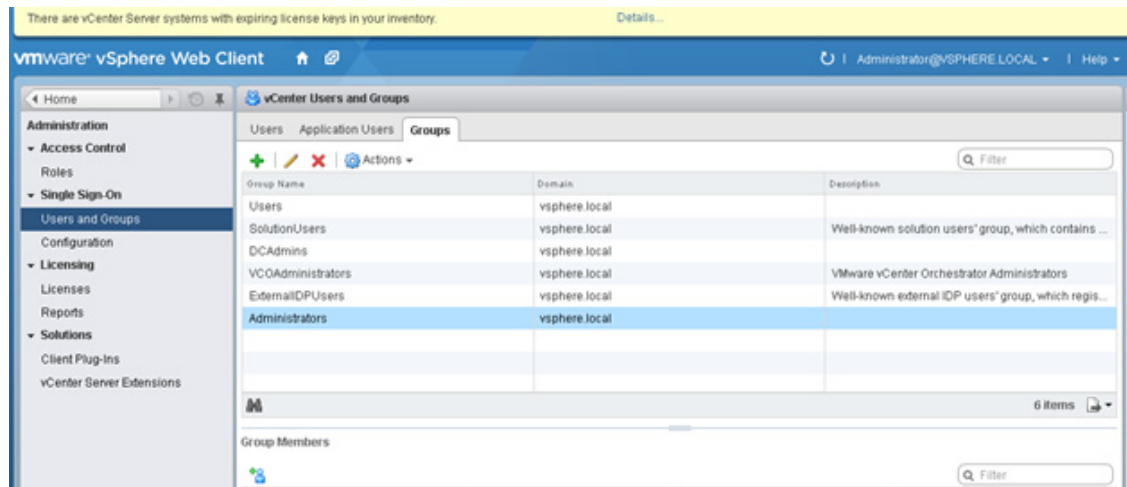 There are vCenter Server systems with expiring license keys in your inventory. Details...
vmware® vSphere Web Client Administrator@VSPHERE.LOCAL Help
Home
vCenter Users and Groups
Administration
Access Control
Roles
Single Sign-On
Users and Groups
Configuration
Licensing
Licenses
Reports
Solutions
Client Plug-Ins
vCenter Server Extensions
Users Application Users Groups
Actions Filter
Group Name Domain Description
Users vsphere.local
SolutionUsers vsphere.local Well-known solution users' group, which contains ...
DCAdmins vsphere.local
VCOAdministrators vsphere.local VMware vCenter Orchestrator Administrators
ExternalIDPUsers vsphere.local Well-known external IDP users' group, which regis...
Administrators vsphere.local
6 items
Group Members
Filter